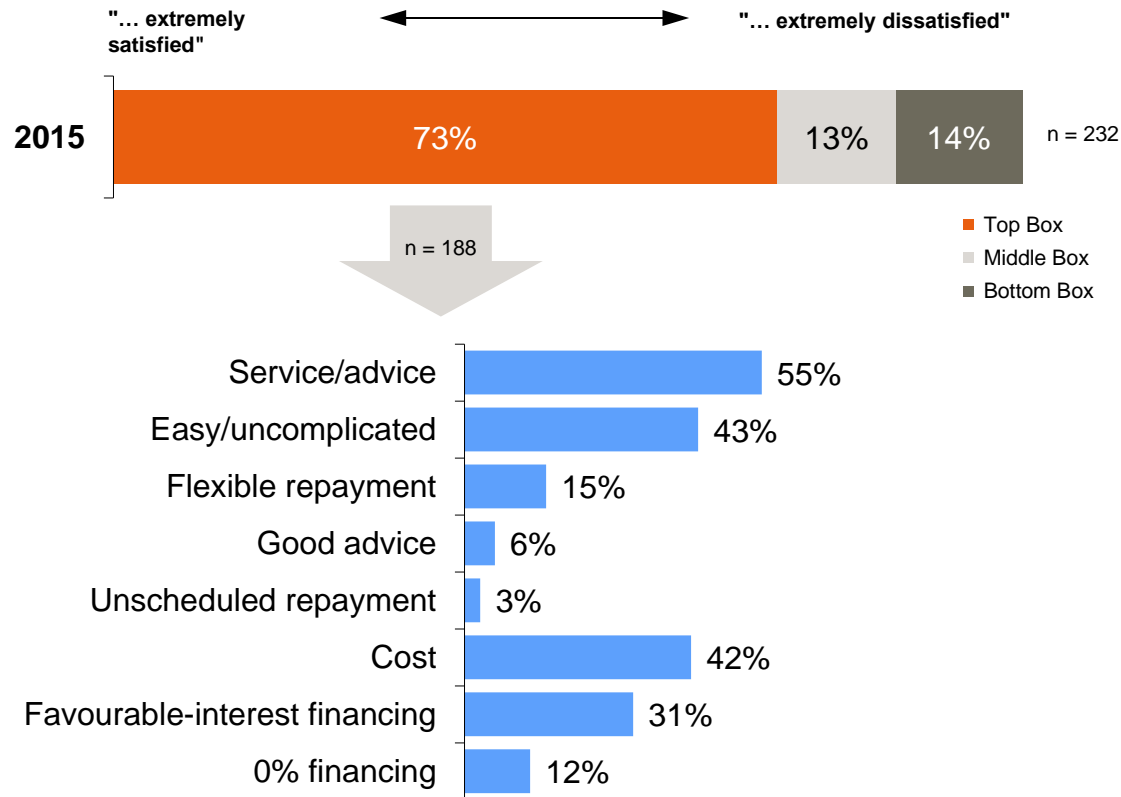 "... extremely
satisfied"
"... extremely dissatisfied"
2015
73%
13%
14%
n = 232
Top Box
Middle Box
Bottom Box
n = 188
Service/advice
55%
Easy/uncomplicated
43%
Flexible repayment
15%
Good advice
6%
Unscheduled repayment
3%
Cost
42%
Favourable-interest financing
31%
0% financing
12%